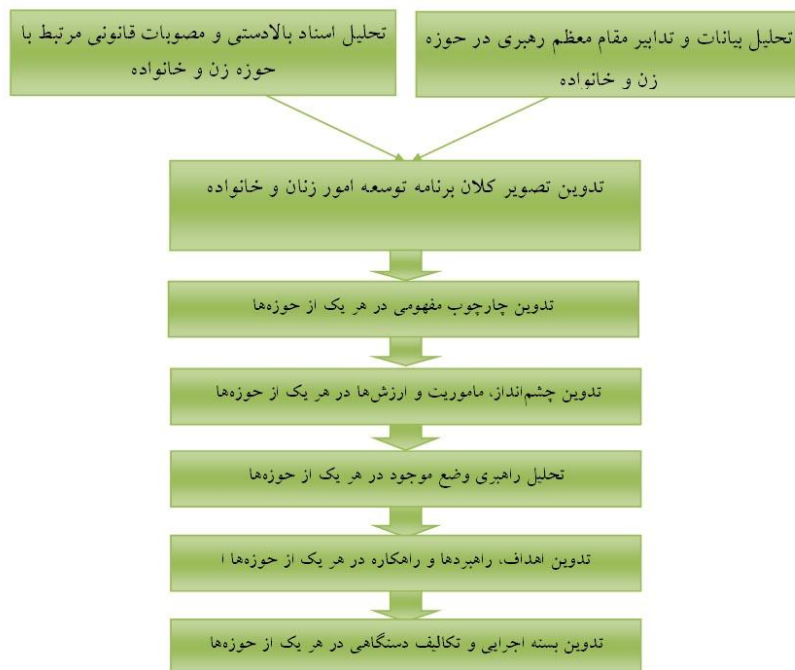 تحلیل بیانات و تدابیر مقام معظم رهبری در حوزه
زن و خانواده
تحلیل اسناد بالادستی و مصوبات قانونی مرتبط با
حوزه زن و خانواده
تدوین تصویر کلان برنامه توسعه امور زنان و خانواده
تدوین چارچوب مفهومی در هر یک از حوزه‌ها
تدوین چشم‌انداز، ماموریت و ارزش‌ها در هر یک از حوزه‌ها
تحلیل راهبری وضع موجود در هر یک از حوزه‌ها
تدوین اهداف، راهبردها و راهکاره در هر یک از حوزه‌ها ا
تدوین بسته اجرایی و تکالیف دستگاهی در هر یک از حوزه‌ها